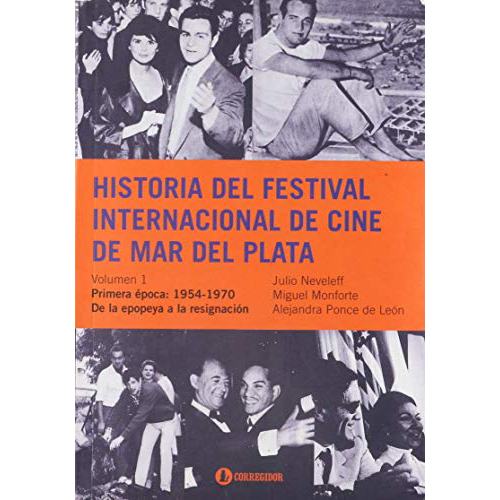 HISTORIA DEL FESTIVAL
INTERNACIONAL DE CINE
DE MAR DEL PLATA
Volumen 1
Primera época: 1954-1970
De la epopeya a la resignación
Julio Neveleff
Miguel Monforte
Alejandra Ponce de León
CORREGIDOR